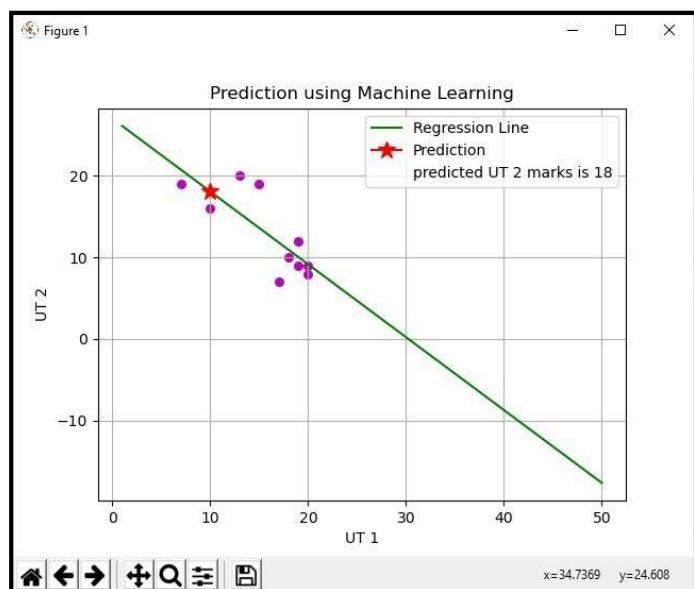 Figure 1
Prediction using Machine Learning
Regression Line
Prediction
predicted UT 2 marks is 18
20
10
0
−10
UT 2
0 10 20 30 40 50
UT 1
x=34.7369 y=24.608